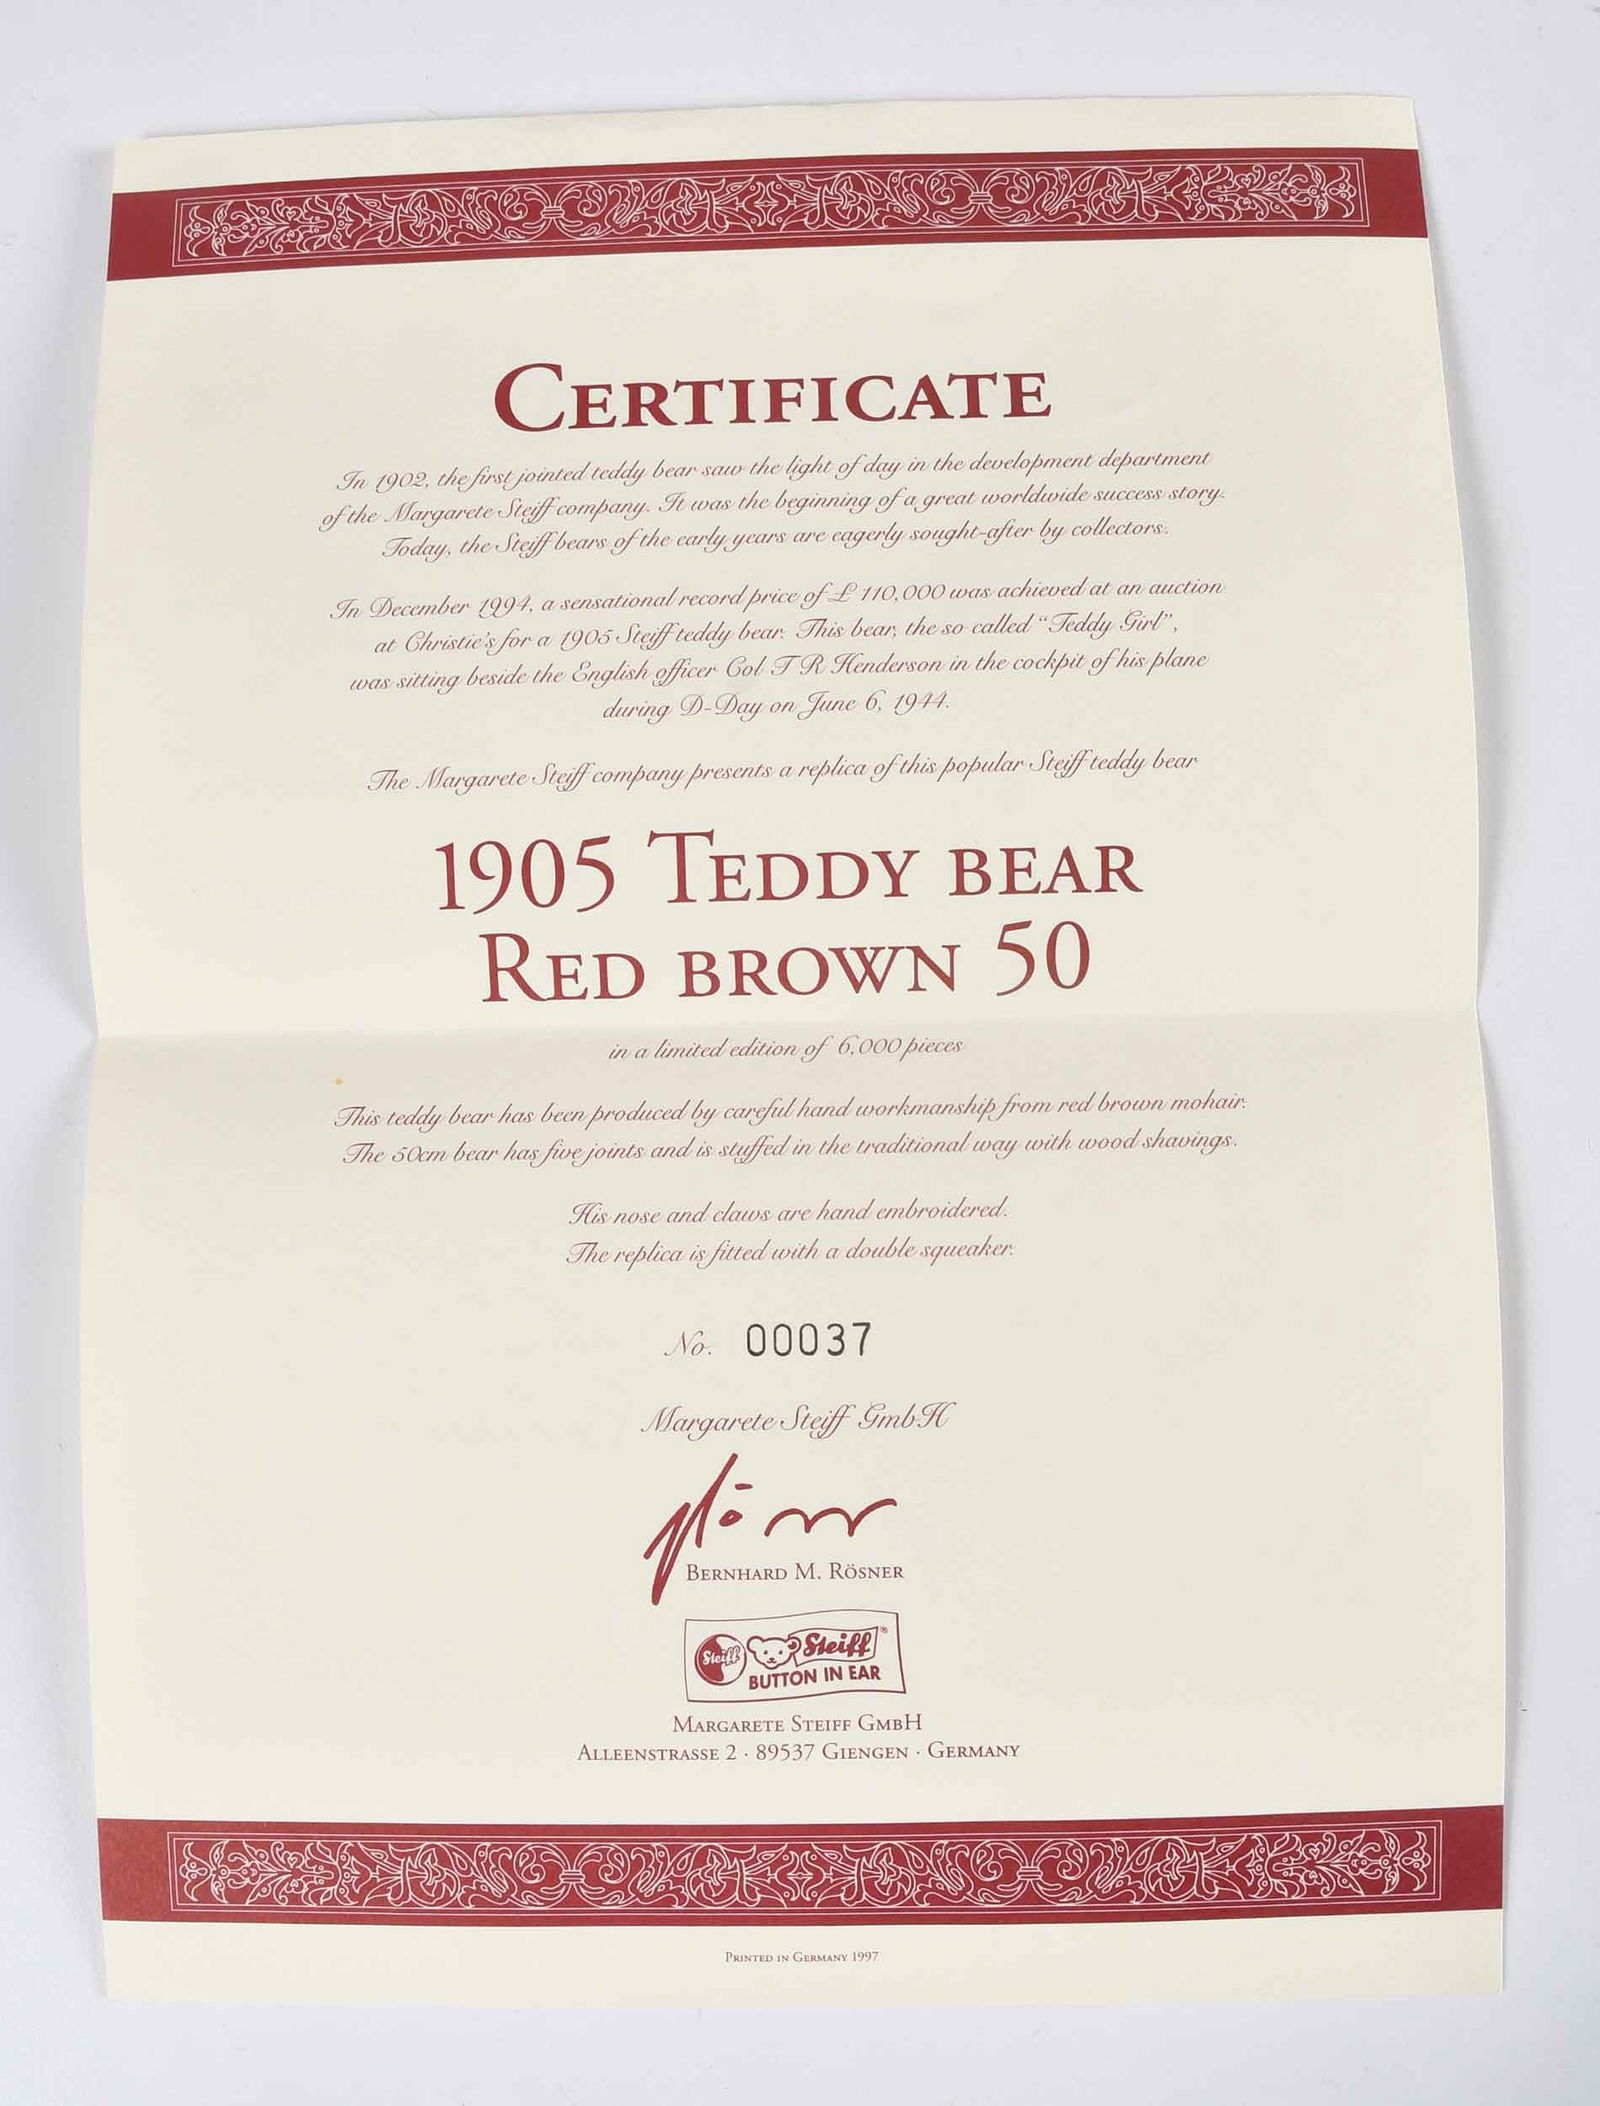 CERTIFICATE
In 1902, the first jointed teddy bear saw the light of day in the development department
of the Margarete Steiff company. It was the beginning of a great worldwide success story.
Today, the Steiff bears of the early years are eagerly sought-after by collectors.
In December 1994, a sensational record price of £ 110,000 was achieved at an auction
at Christie's for a 1905 Steiff teddy bear. This bear, the so called “Teddy Girl”,
was sitting beside the English officer Col T R Henderson in the cockpit of his plane
during D-Day on June 6, 1944.
The Margarete Steiff company presents a replica of this popular Steiff teddy bear
1905 TEDDY BEAR
RED BROWN 50
in a limited edition of 6,000 pieces
This teddy bear has been produced by careful hand workmanship from red brown mohair.
The 50cm bear has five joints and is stuffed in the traditional way with wood shavings.
His nose and claws are hand embroidered.
The replica is fitted with a double squeaker.
No. 00037
Margarete Steiff GmbH
BERNHARD M. RÖSNER
Steiff Steiff®
BUTTON IN EAR
MARGARETE STEIFF GMBH
ALLEENSTRASSE 2 · 89537 GIENGEN · GERMANY
PRINTED IN GERMANY 1997